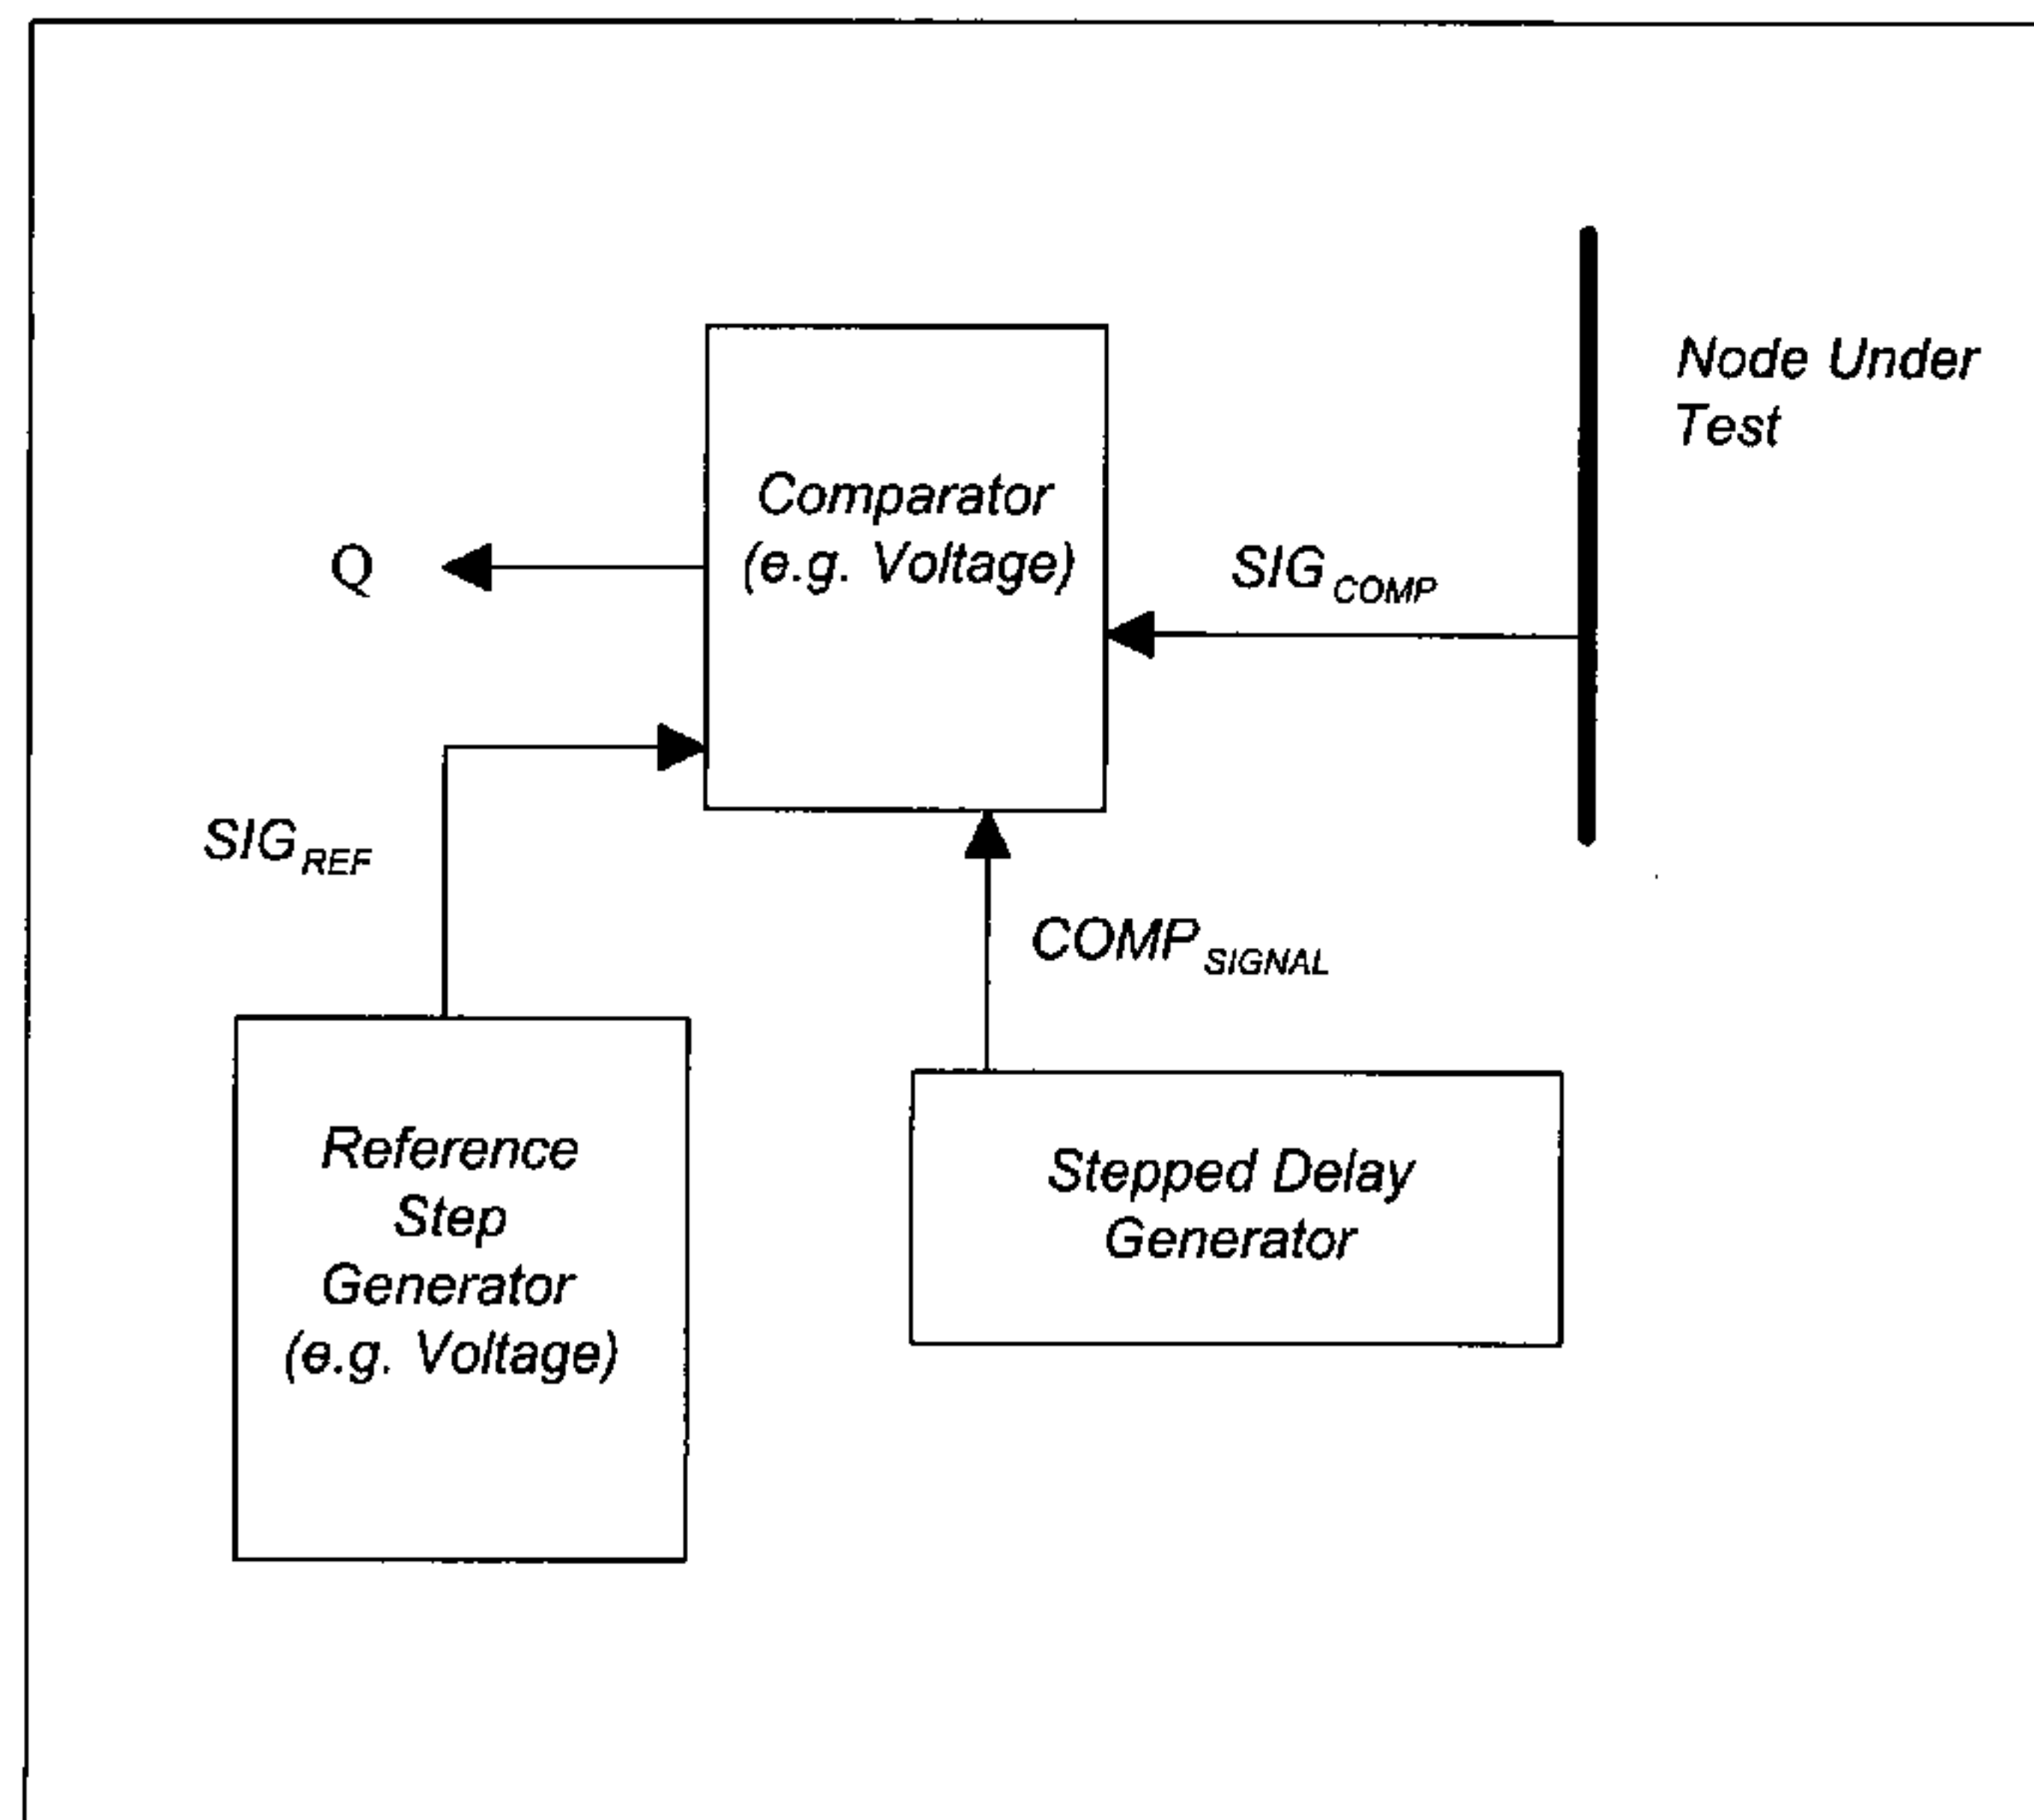 Node Under
Test
Comparator
(e.g. Voltage)
Q
SIG COMP
SIG REF
COMP SIGNAL
Reference
Step
Generator
(e.g. Voltage)
Stepped Delay
Generator